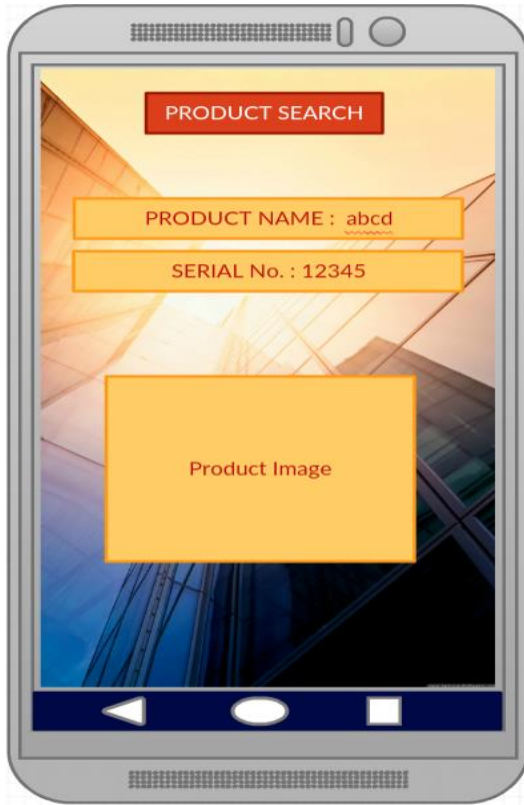 PRODUCT SEARCH
PRODUCT NAME : abcd
SERIAL No. : 12345
Product Image